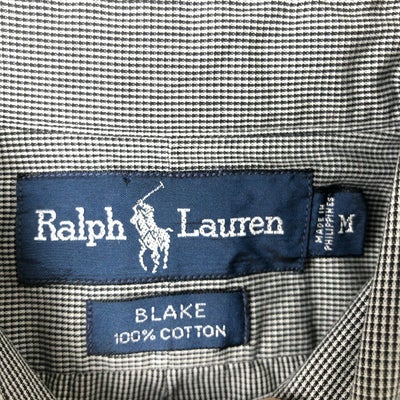 Ralph Lauren
MADE IN
PHILIPPINES
M
BLAKE
100% COTTON